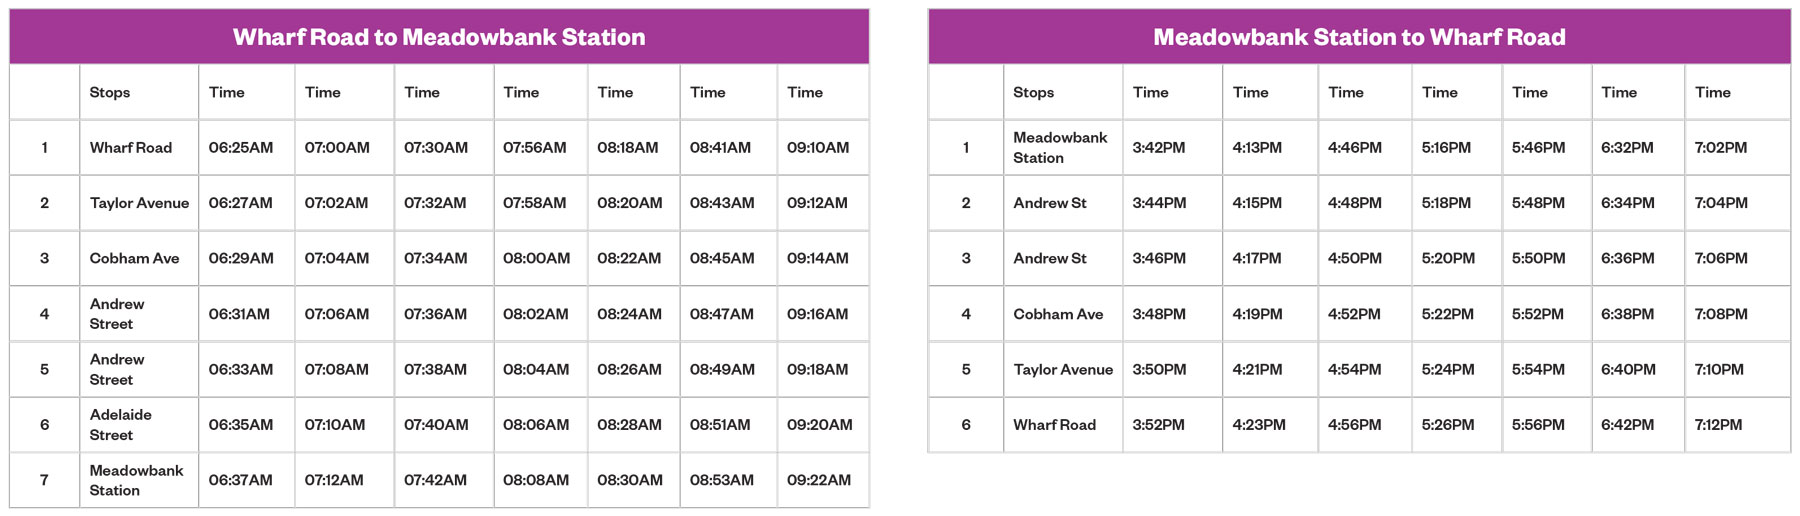 Wharf Road to Meadowbank Station
Stops Time Time Time Time Time Time Time
1 Wharf Road 06:25AM 07:00AM 07:30AM 07:56AM 08:18AM 08:41AM 09:10AM
2 Taylor Avenue 06:27AM 07:02AM 07:32AM 07:58AM 08:20AM 08:43AM 09:12AM
3 Cobham Ave 06:29AM 07:04AM 07:34AM 08:00AM 08:22AM 08:45AM 09:14AM
4 Andrew
Street 06:31AM 07:06AM 07:36AM 08:02AM 08:24AM 08:47AM 09:16AM
5 Andrew
Street 06:33AM 07:08AM 07:38AM 08:04AM 08:26AM 08:49AM 09:18AM
6 Adelaide
Street 06:35AM 07:10AM 07:40AM 08:06AM 08:28AM 08:51AM 09:20AM
7 Meadowbank
Station 06:37AM 07:12AM 07:42AM 08:08AM 08:30AM 08:53AM 09:22AM
Meadowbank Station to Wharf Road
Stops Time Time Time Time Time Time Time
1 Meadowbank
Station 3:42PM 4:13PM 4:46PM 5:16PM 5:46PM 6:32PM 7:02PM
2 Andrew St 3:44PM 4:15PM 4:48PM 5:18PM 5:48PM 6:34PM 7:04PM
3 Andrew St 3:46PM 4:17PM 4:50PM 5:20PM 5:50PM 6:36PM 7:06PM
4 Cobham Ave 3:48PM 4:19PM 4:52PM 5:22PM 5:52PM 6:38PM 7:08PM
5 Taylor Avenue 3:50PM 4:21PM 4:54PM 5:24PM 5:54PM 6:40PM 7:10PM
6 Wharf Road 3:52PM 4:23PM 4:56PM 5:26PM 5:56PM 6:42PM 7:12PM